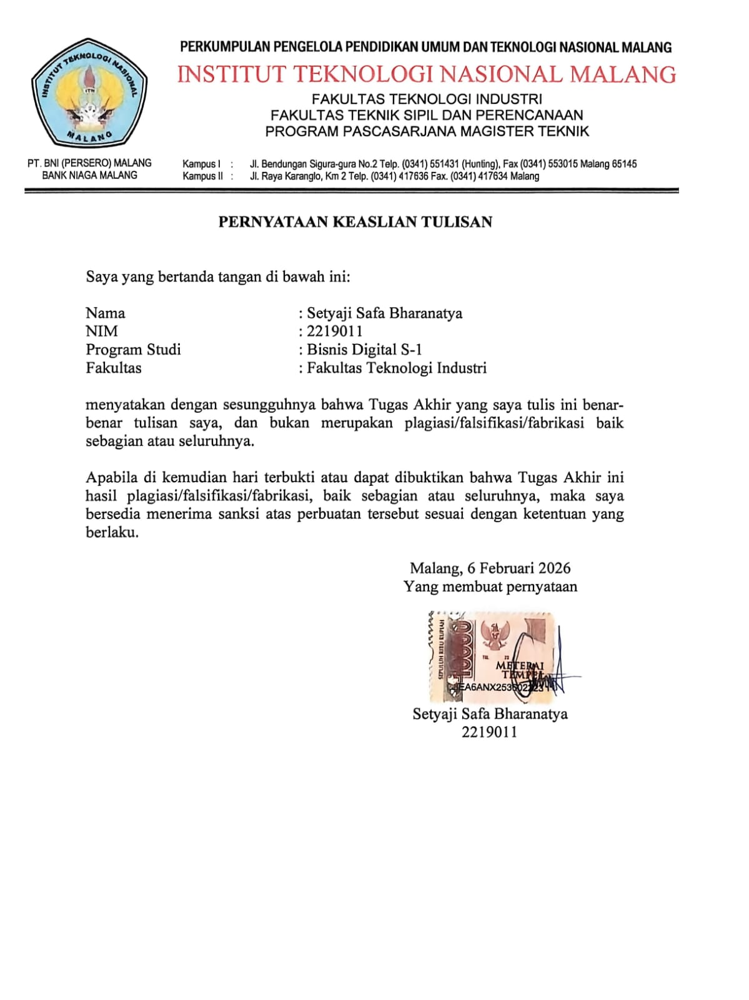 INSTITUT TEKNOLOGI NASIONAL
ITN
MALANG
PERKUMPULAN PENGELOLA PENDIDIKAN UMUM DAN TEKNOLOGI NASIONAL MALANG
INSTITUT TEKNOLOGI NASIONAL MALANG
FAKULTAS TEKNOLOGI INDUSTRI
FAKULTAS TEKNIK SIPIL DAN PERENCANAAN
PROGRAM PASCASARJANA MAGISTER TEKNIK
PT. BNI (PERSERO) MALANG
BANK NIAGA MALANG
Kampus I : Jl. Bendungan Sigura-gura No.2 Telp. (0341) 551431 (Hunting), Fax (0341) 553015 Malang 65145
Kampus II : Jl. Raya Karanglo, Km 2 Telp. (0341) 417636 Fax. (0341) 417634 Malang
PERNYATAAN KEASLIAN TULISAN
Saya yang bertanda tangan di bawah ini:
Nama : Setyaji Safa Bharanatya
NIM : 2219011
Program Studi : Bisnis Digital S-1
Fakultas : Fakultas Teknologi Industri
menyatakan dengan sesungguhnya bahwa Tugas Akhir yang saya tulis ini benar-
benar tulisan saya, dan bukan merupakan plagiasi/falsifikasi/fabrikasi baik
sebagian atau seluruhnya.
Apabila di kemudian hari terbukti atau dapat dibuktikan bahwa Tugas Akhir ini
hasil plagiasi/falsifikasi/fabrikasi, baik sebagian atau seluruhnya, maka saya
bersedia menerima sanksi atas perbuatan tersebut sesuai dengan ketentuan yang
berlaku.
Malang, 6 Februari 2026
Yang membuat pernyataan
SEPULUH RIBU RUPIAH
10000
METERAI
Setyaji Safa Bharanatya
2219011